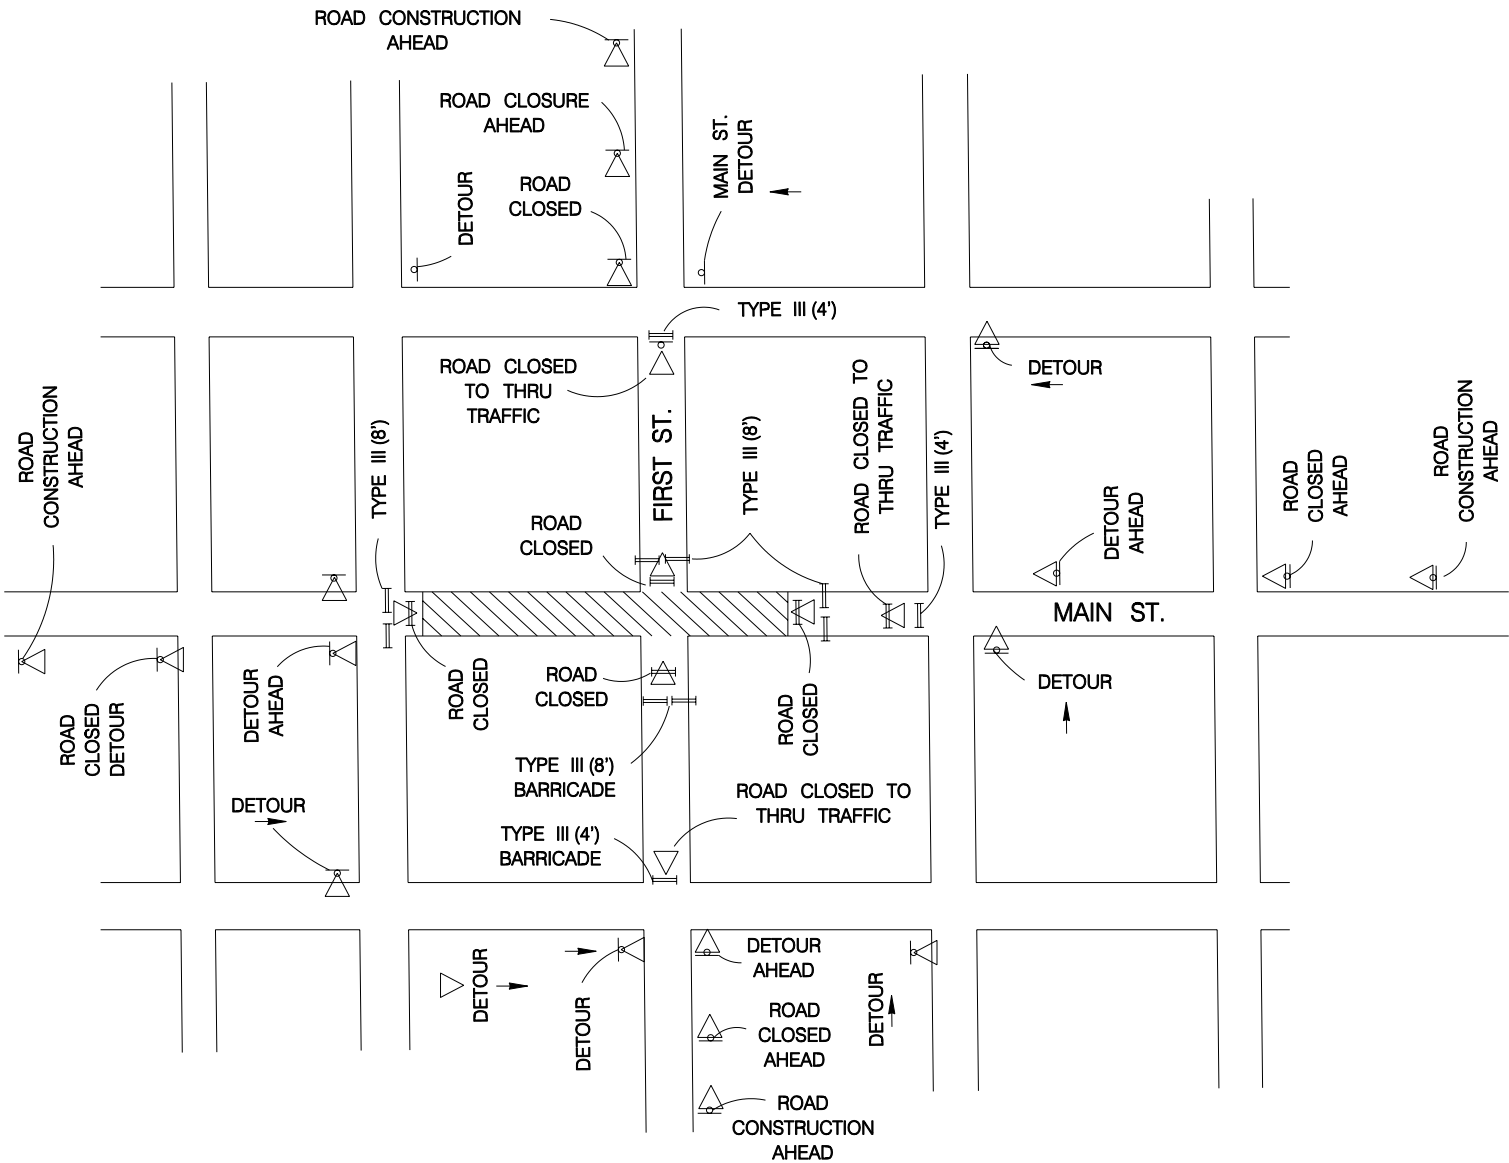 ROAD CONSTRUCTION
AHEAD
ROAD CLOSURE
AHEAD
MAIN ST.
DETOUR
DETOUR
ROAD
CLOSED
TYPE III (4')
ROAD CLOSED
TO THRU
TRAFFIC
DETOUR
ROAD
CONSTRUCTION
AHEAD
TYPE III (8')
FIRST ST.
TYPE III (8')
ROAD CLOSED TO
THRU TRAFFIC
TYPE III (4')
ROAD
CLOSED
AHEAD
ROAD
CONSTRUCTION
AHEAD
ROAD
CLOSED
DETOUR
AHEAD
MAIN ST.
ROAD
CLOSED
DETOUR
DETOUR
AHEAD
ROAD
CLOSED
ROAD
CLOSED
ROAD
CLOSED
DETOUR
TYPE III (8')
BARRICADE
ROAD CLOSED TO
THRU TRAFFIC
DETOUR
TYPE III (4')
BARRICADE
DETOUR
DETOUR
DETOUR
AHEAD
ROAD
CLOSED
AHEAD
DETOUR
ROAD
CONSTRUCTION
AHEAD